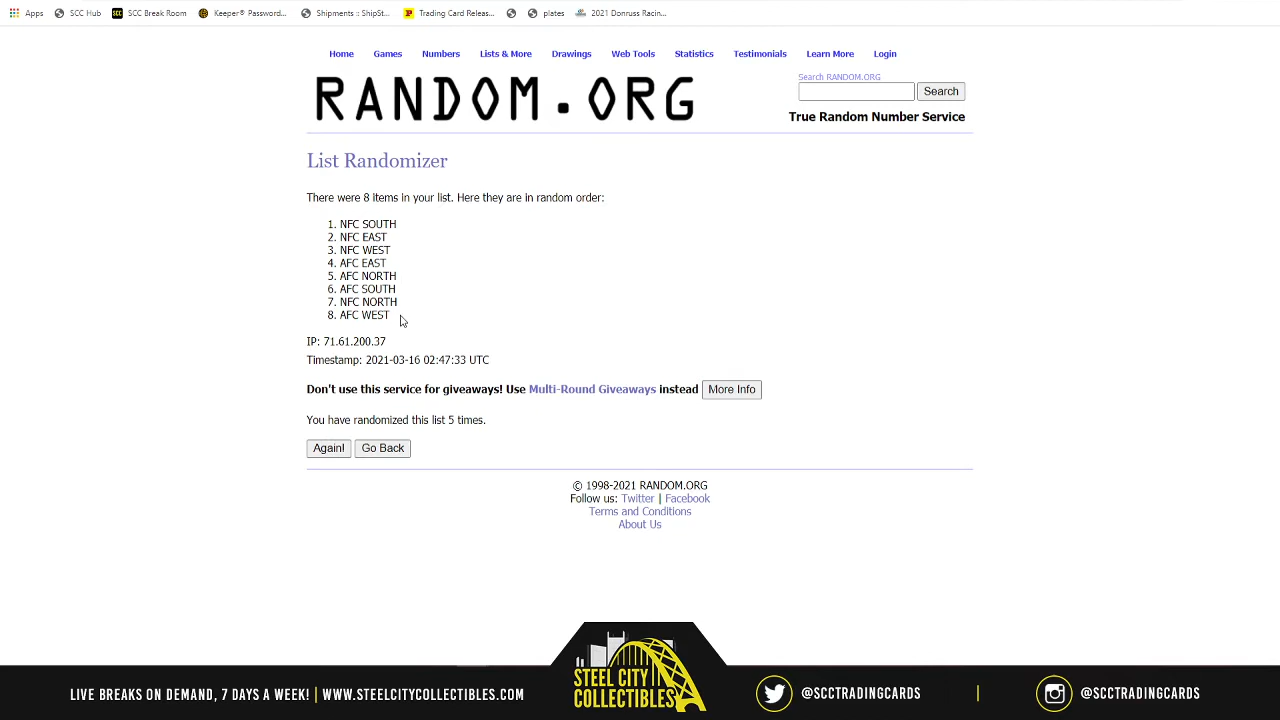 Apps SCC Hub SCC SCC Break Room Keeper® Password... Shipments :: ShipSt... Trading Card Releas... plates 2021 Donruss Racin...
Home Games Numbers Lists & More Drawings Web Tools Statistics Testimonials Learn More Login
RANDOM.ORG
Search RANDOM.ORG
Search
True Random Number Service
List Randomizer
There were 8 items in your list. Here they are in random order:
1. NFC SOUTH
2. NFC EAST
3. NFC WEST
4. AFC EAST
5. AFC NORTH
6. AFC SOUTH
7. NFC NORTH
8. AFC WEST
IP: 71.61.200.37
Timestamp: 2021-03-16 02:47:33 UTC
Don't use this service for giveaways! Use Multi-Round Giveaways instead More Info
You have randomized this list 5 times.
Again! Go Back
© 1998-2021 RANDOM.ORG
Follow us: Twitter | Facebook
Terms and Conditions
About Us
LIVE BREAKS ON DEMAND, 7 DAYS A WEEK! | WWW.STEELCITYCOLLECTIBLES.COM
STEEL CITY
COLLECTIBLES
@SCCTRADINGCARDS | @SCCTRADINGCARDS